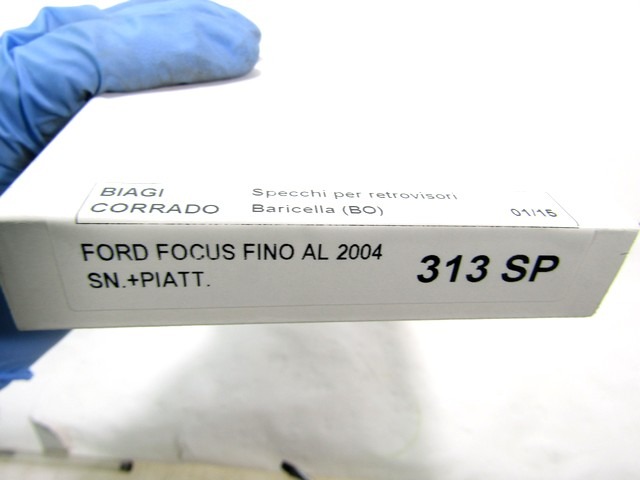 BIAGI Specchi per retrovisori
CORRADO Baricella (BO) 01/15
FORD FOCUS FINO AL 2004
SN.+PIATT. 313 SP